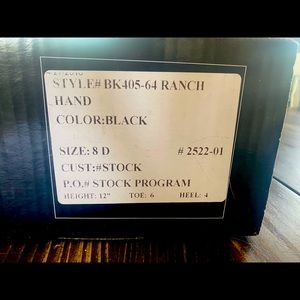 STYLE# BK405-64 RANCH
HAND
COLOR:BLACK
SIZE: 8 D # 2522-01
CUST:#STOCK
P.O.# STOCK PROGRAM
HEIGHT: 12" TOE: 6 HEEL: 4